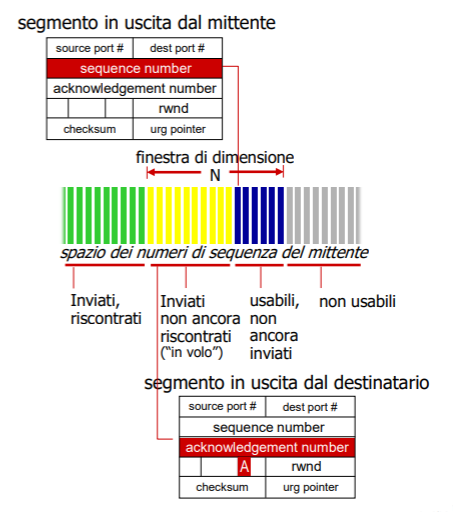 segmento in uscita dal mittente
source port # dest port #
sequence number
acknowledgement number
rwnd
checksum urg pointer
finestra di dimensione
N
spazio dei numeri di sequenza del mittente
Inviati,
riscontrati
Inviati
non ancora
riscontrati
(“in volo”)
usabili,
non
ancora
inviati
non usabili
segmento in uscita dal destinatario
source port # dest port #
sequence number
acknowledgement number
A rwnd
checksum urg pointer